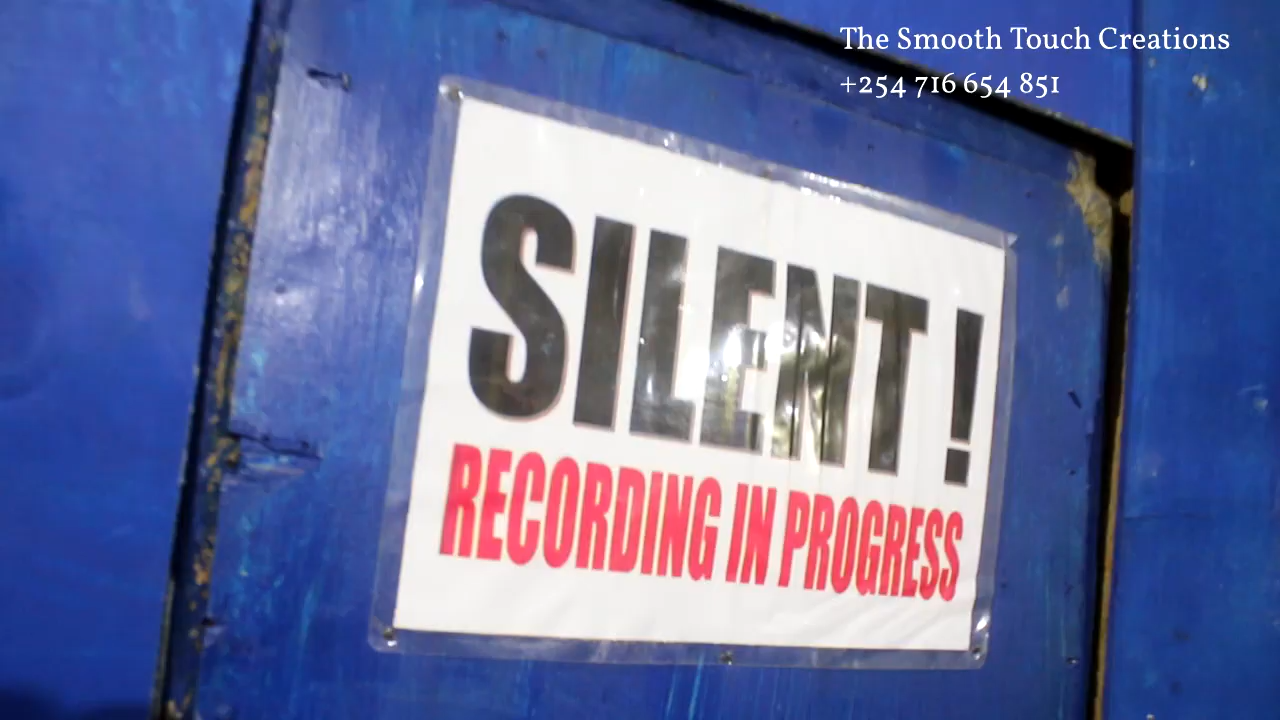 The Smooth Touch Creations
+254 716 654 851
SILENT !
RECORDING IN PROGRESS